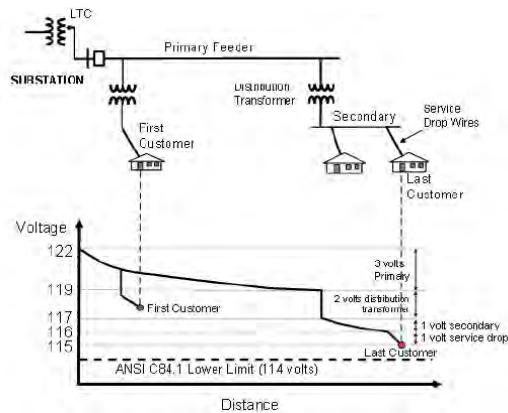 LTC
Primary Feeder
SUBSTATION
Distribution
Transformer
First
Customer
Secondary
Service
Drop Wires
Last
Customer
Voltage
122
119
117
116
115
3 volts
Primary
2 volts distribution
transformer
1 volt secondary
1 volt service drop
First Customer
Last Customer
ANSI C84.1 Lower Limit (114 volts)
Distance